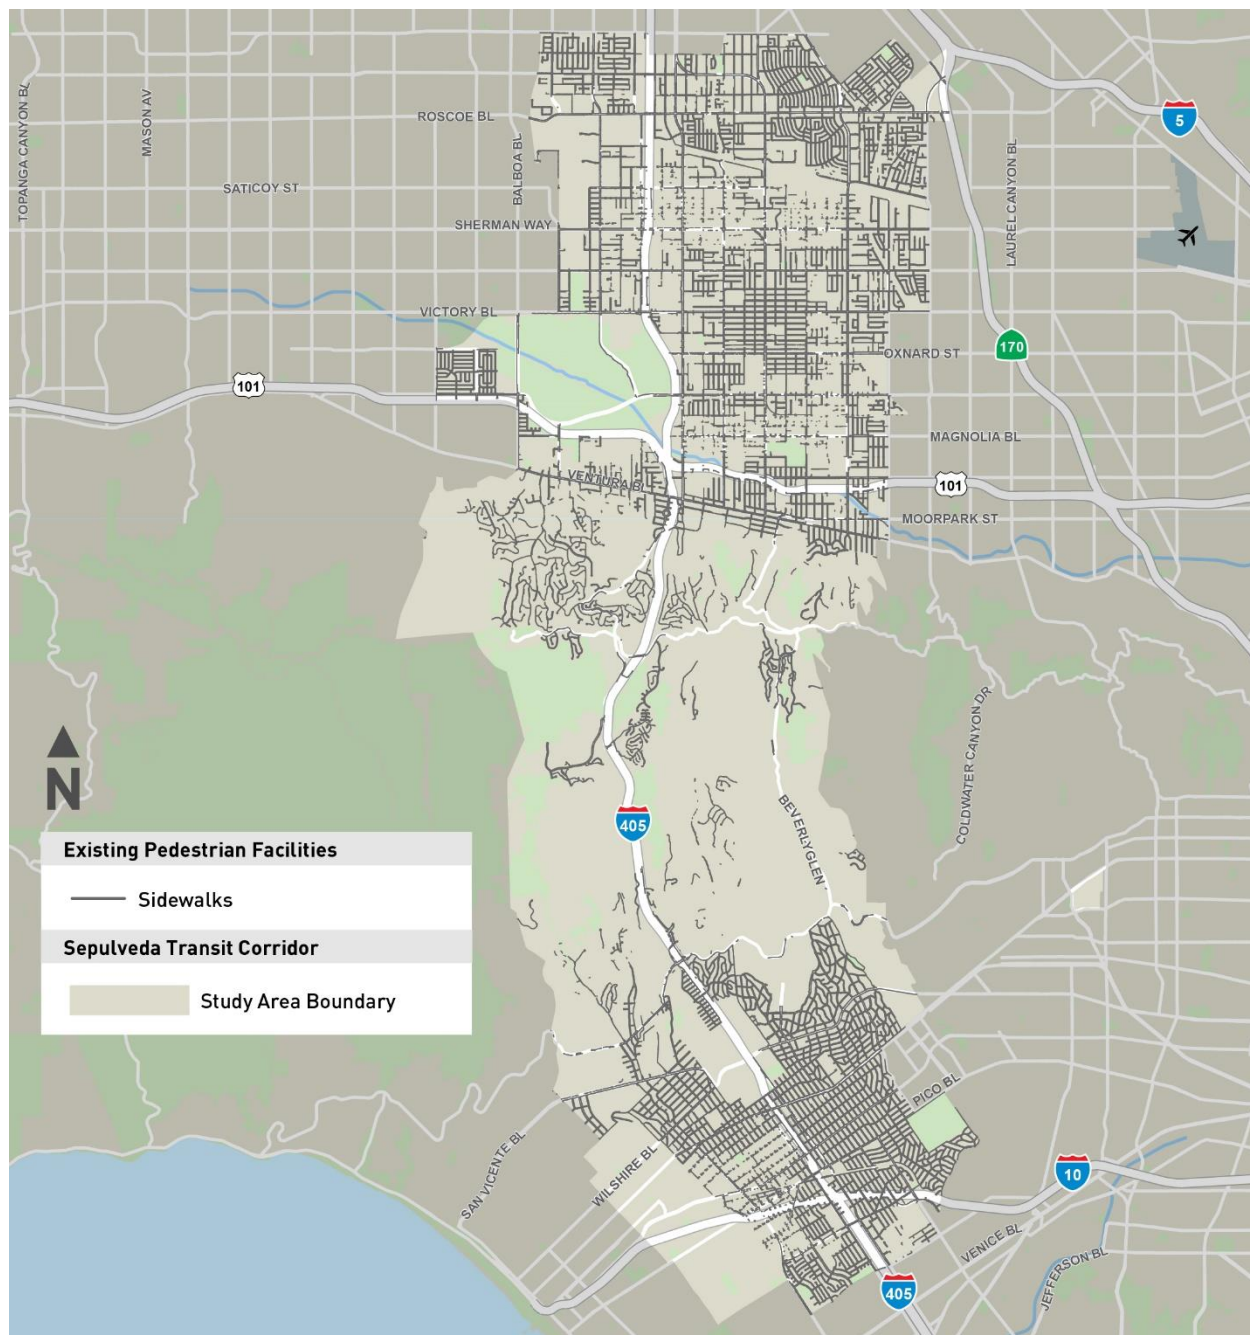 TOPANGA CANYON BL
MASON AV
ROSCOE BL
BALBOA BL
SATICOY ST
SHERMAN WAY
LAUREL CANYON BL
5
VICTORY BL
OXNARD ST
170
101
MAGNOLIA BL
VENTURA BL
101
MOORPARK ST
COLDWATER CANYON DR
N
405
BEVERLYGLEN
Existing Pedestrian Facilities
Sidewalks
Sepulveda Transit Corridor
Study Area Boundary
PICO BL
SAN VICENTE BL
WILSHIRE BL
10
VENICE BL
JEFFERSON BL
405